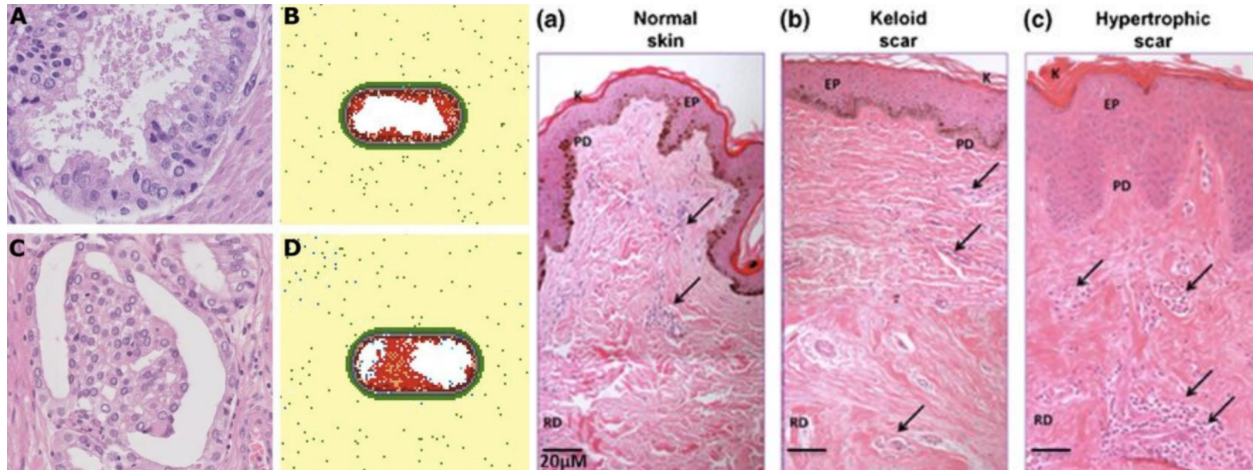 A
B
C
D
(a)
Normal
skin
K
EP
PD
RD
20µM
(b)
Keloid
scar
K
EP
PD
RD
(c)
Hypertrophic
scar
K
EP
PD
RD